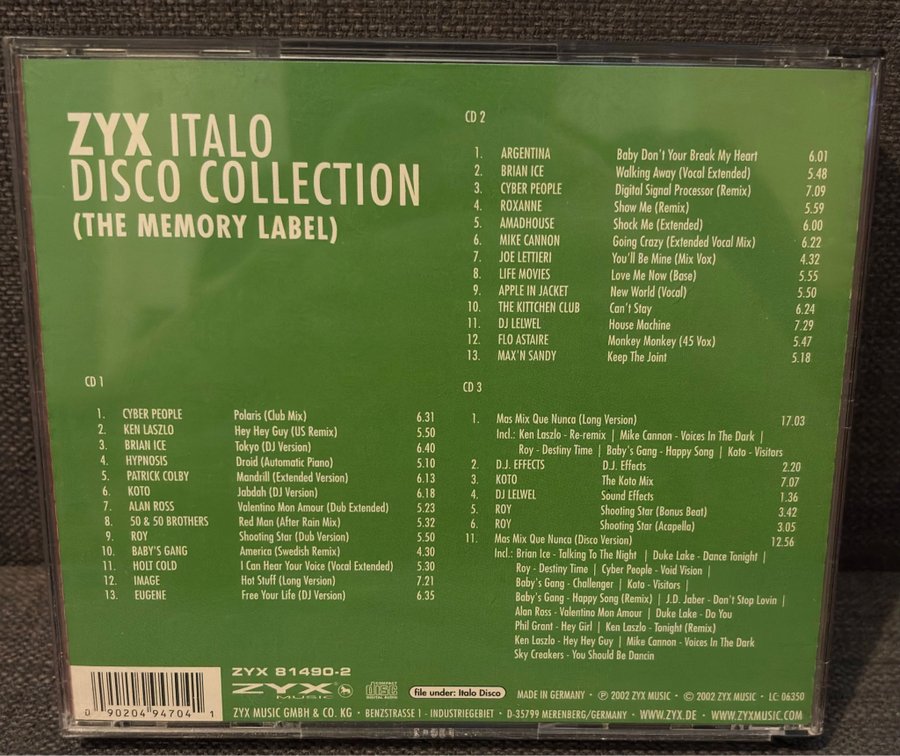 ZYX ITALO
DISCO COLLECTION
(THE MEMORY LABEL)
CD 1
1. CYBER PEOPLE Polaris (Club Mix) 6.31
2. KEN LASZLO Hey Hey Guy (US Remix) 5.50
3. BRIAN ICE Tokyo (DJ Version) 6.40
4. HYPNOSIS Droid (Automatic Piano) 5.10
5. PATRICK COLBY Mandrill (Extended Version) 6.13
6. KOTO Jabdah (DJ Version) 6.18
7. ALAN ROSS Valentino Mon Amour (Dub Extended) 5.23
8. 50 & 50 BROTHERS Red Man (After Rain Mix) 5.32
9. ROY Shooting Star (Dub Version) 5.50
10. BABY'S GANG America (Swedish Remix) 4.30
11. HOLT COLD I Can Hear Your Voice (Vocal Extended) 5.30
12. IMAGE Hot Stuff (Long Version) 7.21
13. EUGENE Free Your Life (DJ Version) 6.35
CD 2
1. ARGENTINA Baby Don't Your Break My Heart 6.01
2. BRIAN ICE Walking Away (Vocal Extended) 5.48
3. CYBER PEOPLE Digital Signal Processor (Remix) 7.09
4. ROXANNE Show Me (Remix) 5.59
5. AMADHOUSE Shock Me (Extended) 6.00
6. MIKE CANNON Going Crazy (Extended Vocal Mix) 6.22
7. JOE LETTIERI You'll Be Mine (Mix Vox) 4.32
8. LIFE MOVIES Love Me Now (Base) 5.55
9. APPLE IN JACKET New World (Vocal) 5.50
10. THE KITTCHEN CLUB Can't Stay 6.24
11. DJ LELWEL House Machine 7.29
12. FLO ASTAIRE Monkey Monkey (45 Vox) 5.47
13. MAX'N SANDY Keep The Joint 5.18
CD 3
1. Mas Mix Que Nunca (Long Version) 17.03
Incl.: Ken Laszlo - Re-remix | Mike Cannon - Voices In The Dark |
Roy - Destiny Time | Baby's Gang - Happy Song | Koto - Visitors
2. D.J. EFFECTS D.J. Effects 2.20
3. KOTO The Koto Mix 7.07
4. DJ LELWEL Sound Effects 1.36
5. ROY Shooting Star (Bonus Beat) 3.42
6. ROY Shooting Star (Acapella) 3.05
11. Mas Mix Que Nunca (Disco Version) 12.56
Incl.: Brian Ice - Talking To The Night | Duke Lake - Dance Tonight |
Roy - Destiny Time | Cyber People - Void Vision |
Baby's Gang - Challenger | Koto - Visitors |
Baby's Gang - Happy Song (Remix) | J.D. Jaber - Don't Stop Lovin |
Alan Ross - Valentino Mon Amour | Duke Lake - Do You
Phil Grant - Hey Girl | Ken Laszlo - Tonight (Remix)
Ken Laszlo - Hey Hey Guy | Mike Cannon - Voices In The Dark
Sky Creakers - You Should Be Dancin
0 90204 94704 1
ZYX 81490-2
ZYX MUSIC
COMPACT disc DIGITAL AUDIO
file under: Italo Disco
MADE IN GERMANY · ℗ 2002 ZYX MUSIC · © 2002 ZYX MUSIC · LC 06350
ZYX MUSIC GMBH & CO. KG · BENZSTRASSE 1 - INDUSTRIEGEBIET · D-35799 MERENBERG/GERMANY · WWW.ZYX.DE · WWW.ZYXMUSIC.COM